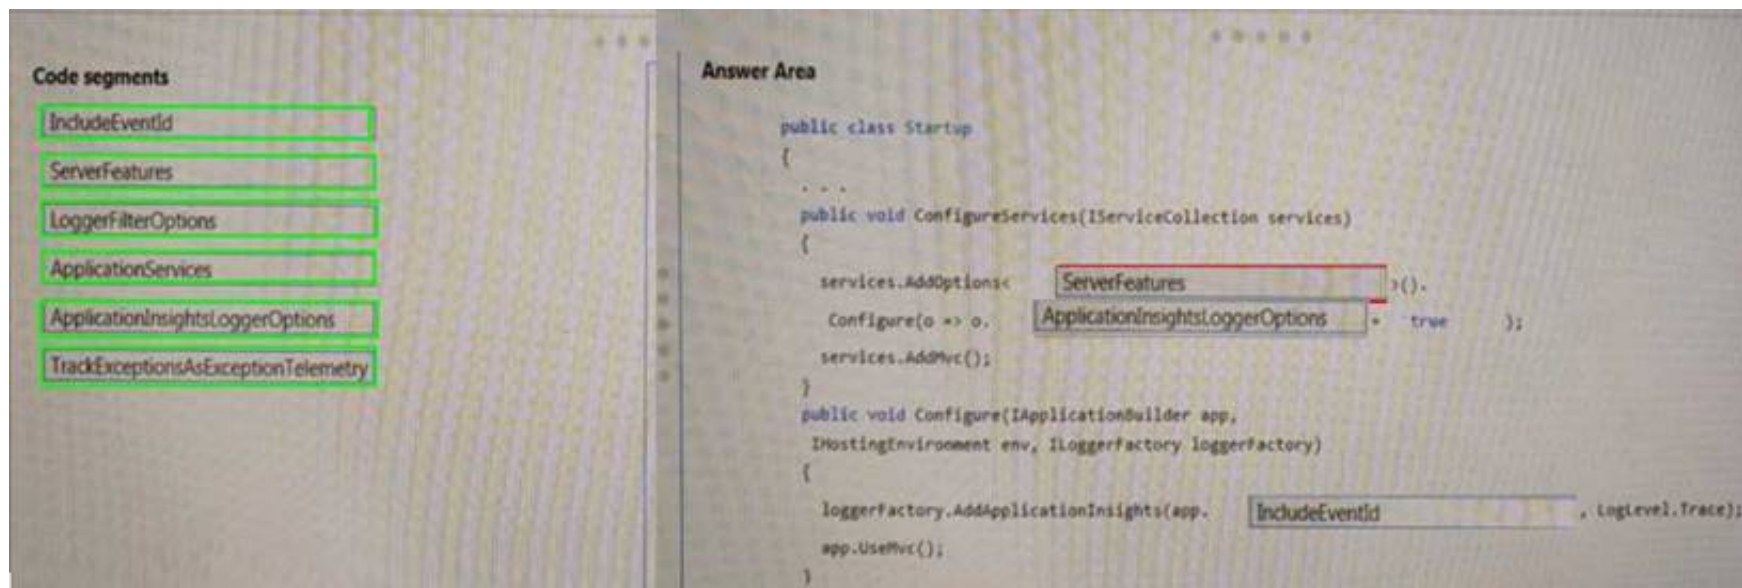 Code segments
IncludeEventId
ServerFeatures
LoggerFilterOptions
ApplicationServices
ApplicationInsightsLoggerOptions
TrackExceptionsAsExceptionTelemetry
Answer Area
public class Startup
{
. . .
public void ConfigureServices(IServiceCollection services)
{
services.AddOptions< ServerFeatures >().
Configure(o => o. ApplicationInsightsLoggerOptions = true );
services.AddMvc();
}
public void Configure(IApplicationBuilder app,
IHostingEnvironment env, ILoggerFactory loggerFactory)
{
loggerFactory.AddApplicationInsights(app. IncludeEventId , LogLevel.Trace);
app.UseMvc();
}